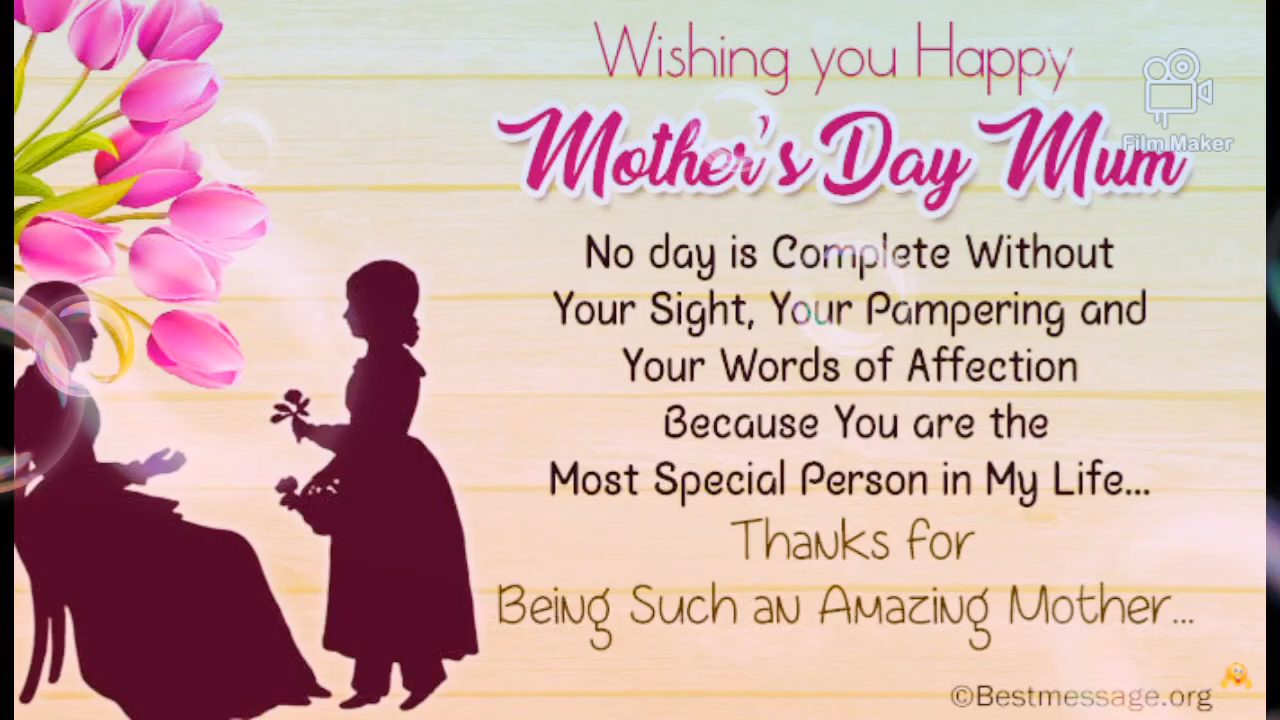 Wishing you Happy
Mother's Day Mum
Film Maker
No day is Complete Without
Your Sight, Your Pampering and
Your Words of Affection
Because You are the
Most Special Person in My Life...
Thanks for
Being Such an Amazing Mother...
©Bestmessage.org